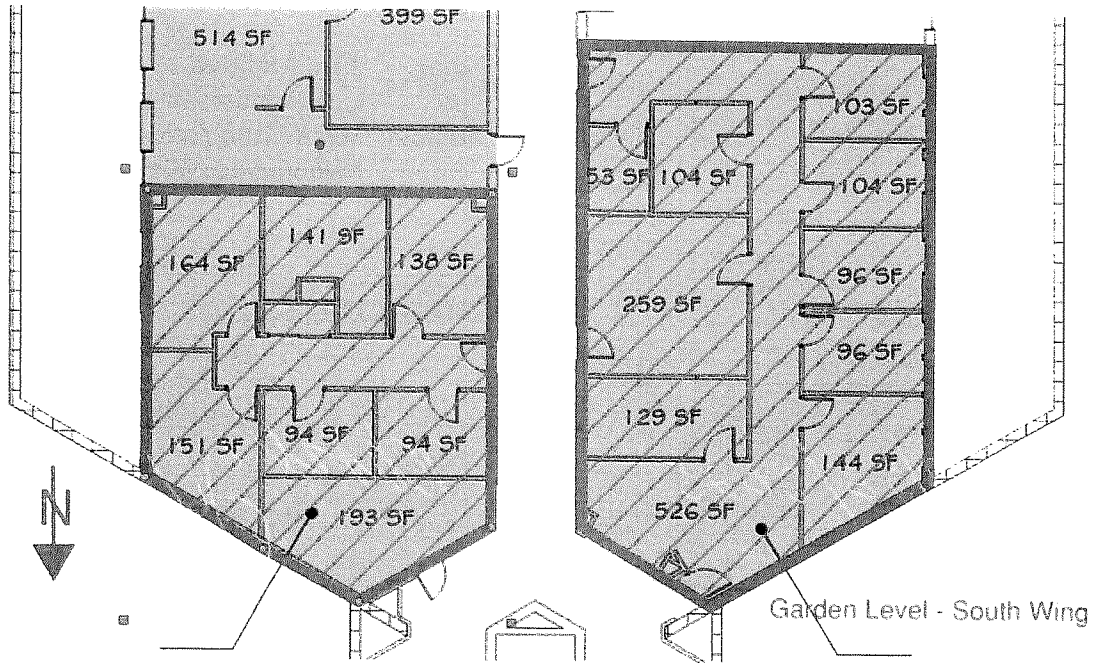 399 SF
514 SF
103 SF
53 SF
104 SF
104 SF
141 SF
164 SF
138 SF
96 SF
259 SF
96 SF
129 SF
151 SF
94 SF
94 SF
144 SF
193 SF
526 SF
N
Garden Level - South Wing